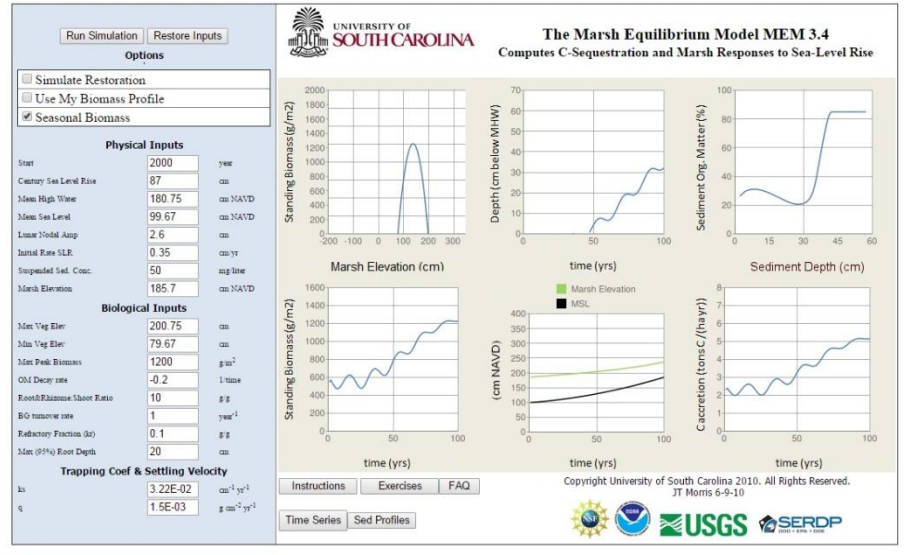 Run Simulation Restore Inputs
Options
Simulate Restoration
Use My Biomass Profile
Seasonal Biomass
Physical Inputs
Start 2000 year
Century Sea Level Rise 87 cm
Mean High Water 180.75 cm NAVD
Mean Sea Level 99.67 cm NAVD
Lunar Nodal Amp 2.6 cm
Initial Rate SLR 0.35 cm/yr
Suspended Sed. Conc. 50 mg/liter
Marsh Elevation 185.7 cm NAVD
Biological Inputs
Max Veg Elev 200.75 cm
Min Veg Elev 79.67 cm
Max Peak Biomass 1200 g/m2
OM Decay rate -0.2 1/time
Root&Rhizome:Shoot Ratio 10 g/g
BG turnover rate 1 year-1
Refractory Fraction (kr) 0.1 g/g
Max (95%) Root Depth 20 cm
Trapping Coef & Settling Velocity
ks 3.22E-02 cm-1 yr-1
q 1.5E-03 g cm-2 yr-1
UNIVERSITY OF
SOUTH CAROLINA
The Marsh Equilibrium Model MEM 3.4
Computes C-Sequestration and Marsh Responses to Sea-Level Rise
Standing Biomass (g/m2)
2000
1800
1600
1400
1200
1000
800
600
400
200
0
-200 -100 0 100 200 300
Marsh Elevation (cm)
Depth (cm below MHW)
70
60
50
40
30
20
10
0
0 50 100
time (yrs)
Sediment Org. Matter (%)
100
80
60
40
20
0
0 15 30 45 60
Sediment Depth (cm)
Standing Biomass (g/m2)
1600
1400
1200
1000
800
600
400
200
0
0 50 100
time (yrs)
Marsh Elevation
MSL
(cm NAVD)
400
350
300
250
200
150
100
50
0
0 50 100
time (yrs)
C accretion (tons C /(ha yr))
8
7
6
5
4
3
2
1
0
0 50 100
time (yrs)
Instructions Exercises FAQ
Time Series Sed Profiles
Copyright University of South Carolina 2010. All Rights Reserved.
JT Morris 6-9-10
NSF
NOAA
USGS
SERDP
DOD • EPA • DOE